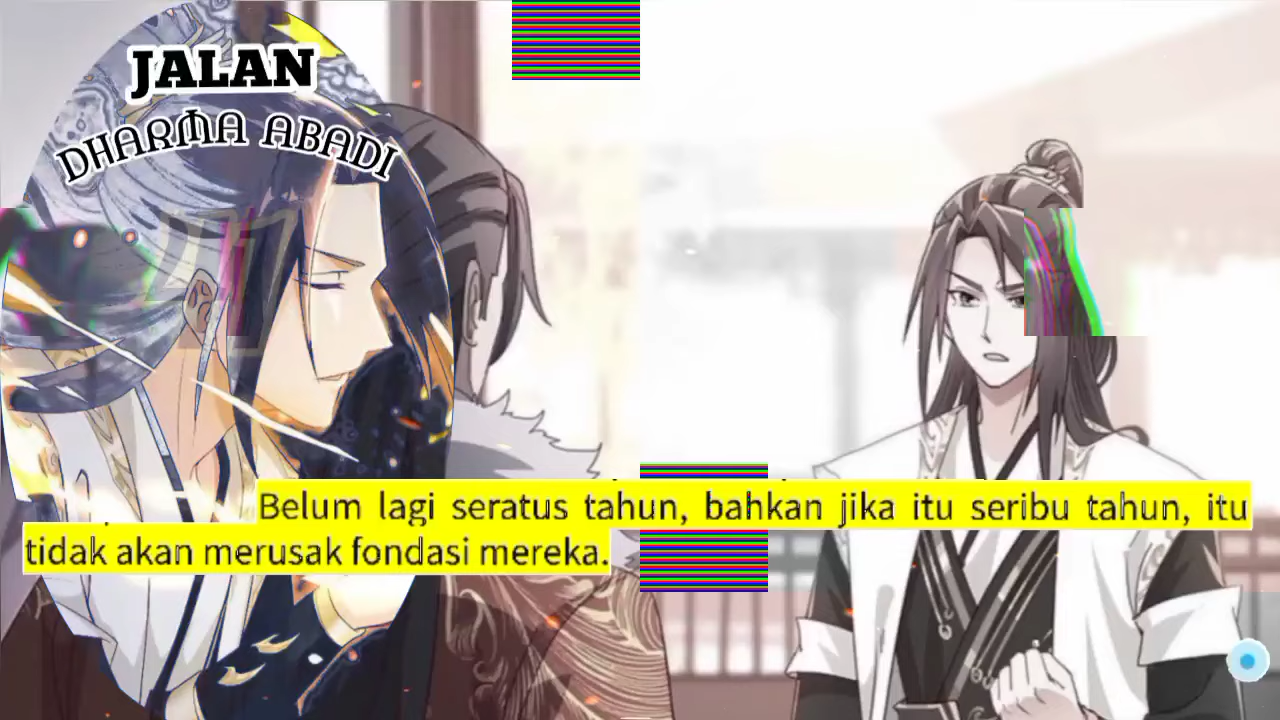 JALAN
DHARMA ABADI
Belum lagi seratus tahun, bahkan jika itu seribu tahun, itu
tidak akan merusak fondasi mereka.